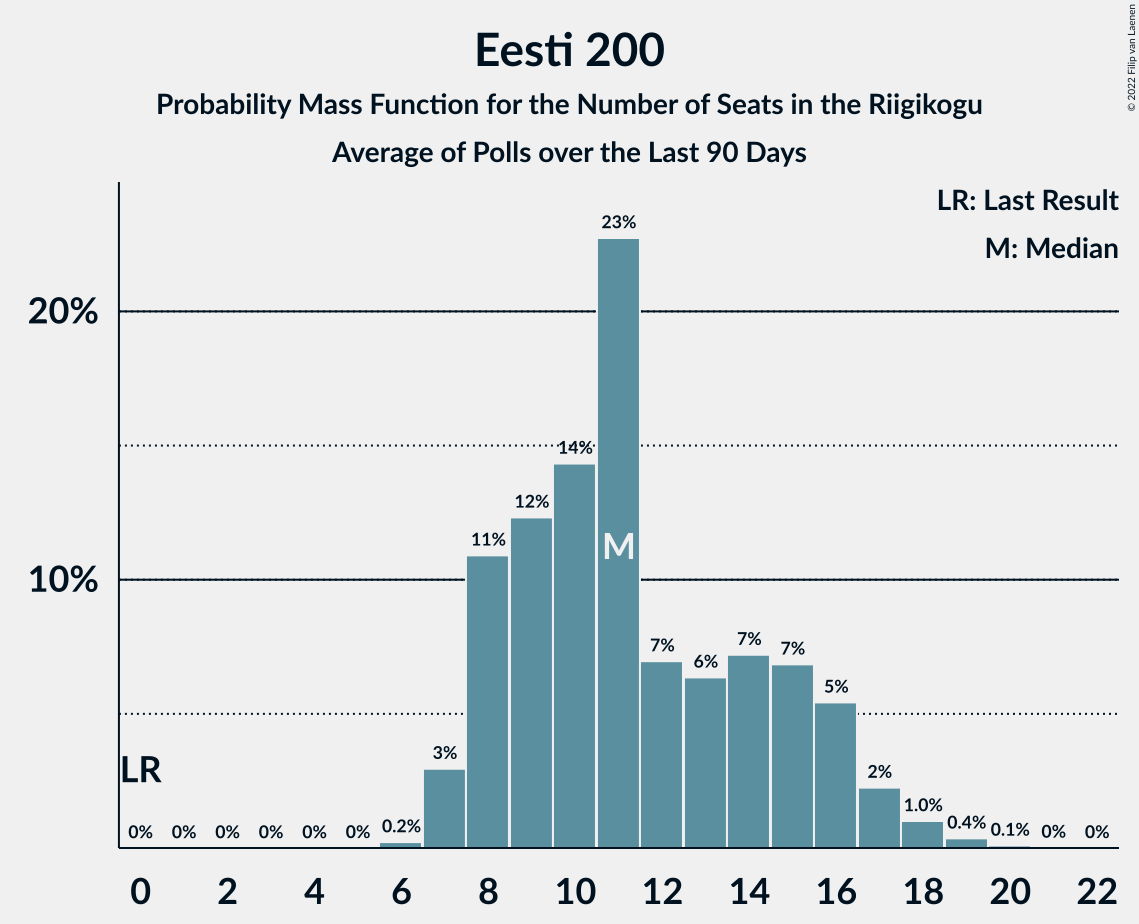 Eesti 200
Probability Mass Function for the Number of Seats in the Riigikogu
Average of Polls over the Last 90 Days
© 2022 Filip van Laenen
LR: Last Result
M: Median
20%
10%
23%
14%
12%
11%
M
7%
6%
7%
7%
5%
3%
2%
LR
0%
0%
0%
0%
0%
0%
0.2%
1.0%
0.4%
0.1%
0%
0%
0 2 4 6 8 10 12 14 16 18 20 22